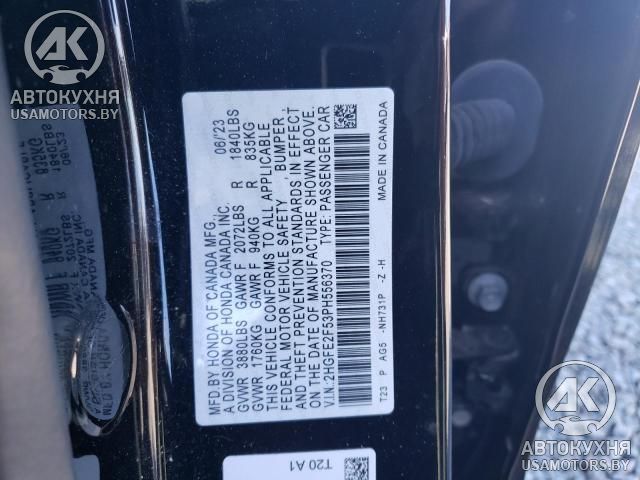 AK
АВТОКУХНЯ
USAMOTORS.BY
MFD.BY HONDA OF CANADA MFG. 06/'23
A DIVISION OF HONDA CANADA INC.
GVWR 3880LBS GAWR F 2072LBS R 1840LBS
GVWR 1760KG GAWR F 940KG R 835KG
THIS VEHICLE CONFORMS TO ALL APPLICABLE
FEDERAL MOTOR VEHICLE SAFETY BUMPER,
AND THEFT PREVENTION STANDARDS IN EFFECT
ON THE DATE OF MANUFACTURE SHOWN ABOVE.
V.I.N.:2HGFE2F53PH556370 TYPE: PASSENGER CAR
T23 P AG5 -NH731P -Z -H MADE IN CANADA
T20 A1
AK
АВТОКУХНЯ
USAMOTORS.BY